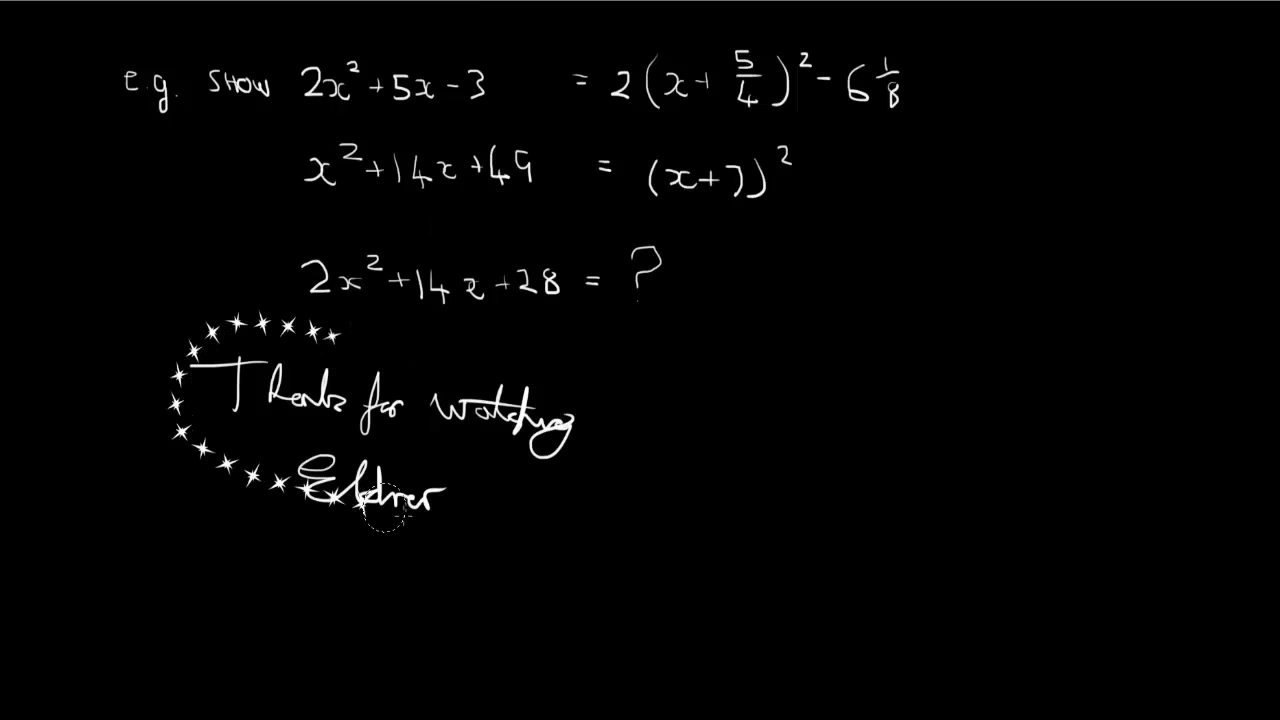 e.g. SHOW 2x² + 5x - 3 = 2(x + 5/4)² - 6 1/8
x² + 14x + 49 = (x + 7)²
2x² + 14x + 28 = ?
Thanks for watching